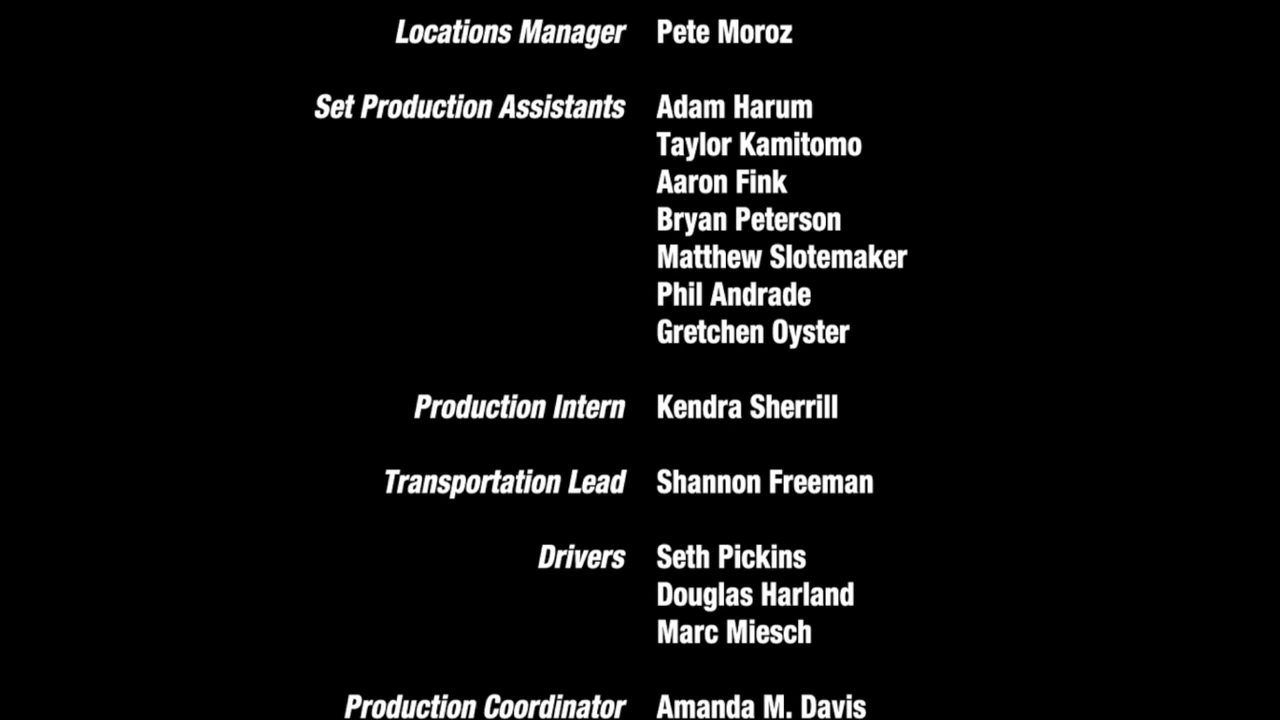 Locations Manager Pete Moroz
Set Production Assistants Adam Harum
Taylor Kamitomo
Aaron Fink
Bryan Peterson
Matthew Slotemaker
Phil Andrade
Gretchen Oyster
Production Intern Kendra Sherrill
Transportation Lead Shannon Freeman
Drivers Seth Pickins
Douglas Harland
Marc Miesch
Production Coordinator Amanda M. Davis